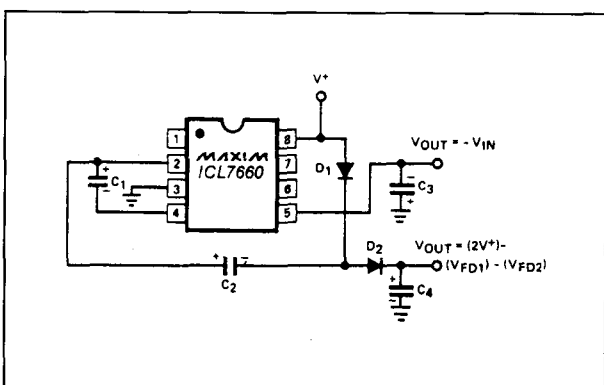 V+
1
8
2
MAXIM
7
ICL7660
3
6
4
5
+
C1
−
D1
VOUT = -VIN
−
C3
+
+ −
C2
D2
VOUT = (2V+)-
(VFD1) - (VFD2)
+
C4
−